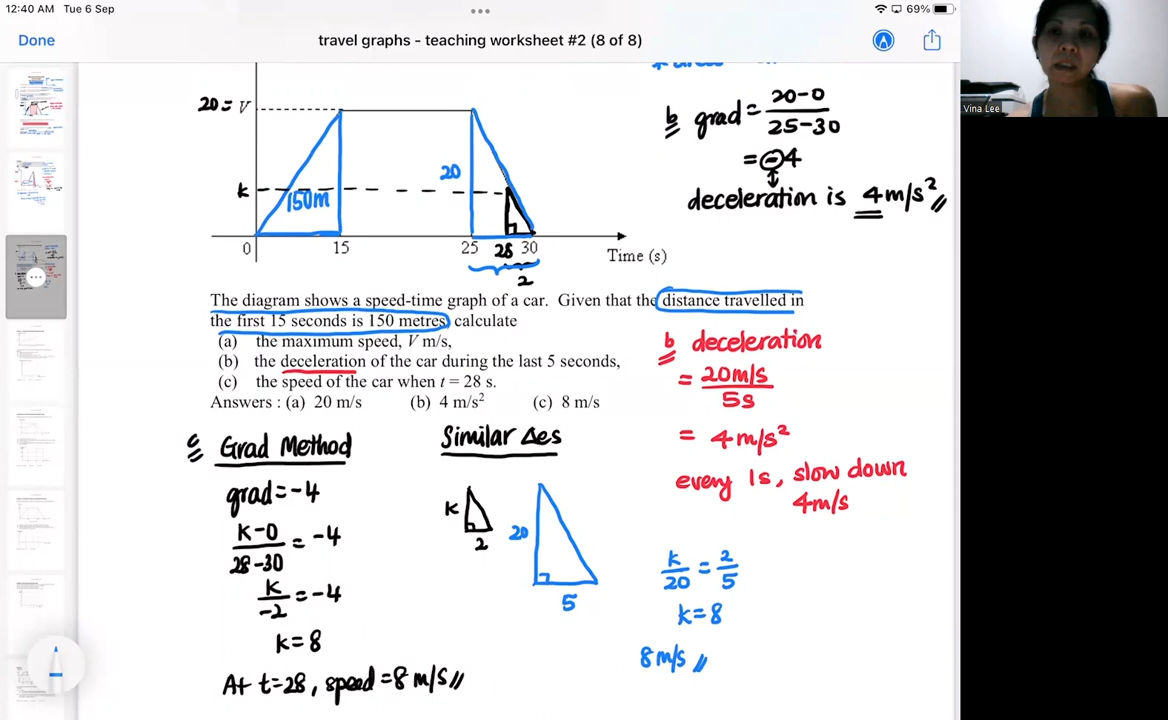 12:40 AM Tue 6 Sep
69%
Done
travel graphs - teaching worksheet #2 (8 of 8)
Vina Lee
20 = V
k
150m
20
0
15
25
28
30
2
Time (s)
b grad = 20-0
25-30
= -4
deceleration is 4m/s²
The diagram shows a speed-time graph of a car. Given that the distance travelled in
the first 15 seconds is 150 metres, calculate
(a) the maximum speed, V m/s,
(b) the deceleration of the car during the last 5 seconds,
(c) the speed of the car when t = 28 s.
Answers : (a) 20 m/s (b) 4 m/s² (c) 8 m/s
b deceleration
= 20m/s
5s
= 4m/s²
every 1s, slow down
4m/s
c Grad Method
grad = -4
k-0
28-30
= -4
k
-2
= -4
k = 8
At t=28, speed = 8 m/s
Similar Δes
k
2
20
5
k/20 = 2/5
k = 8
8 m/s